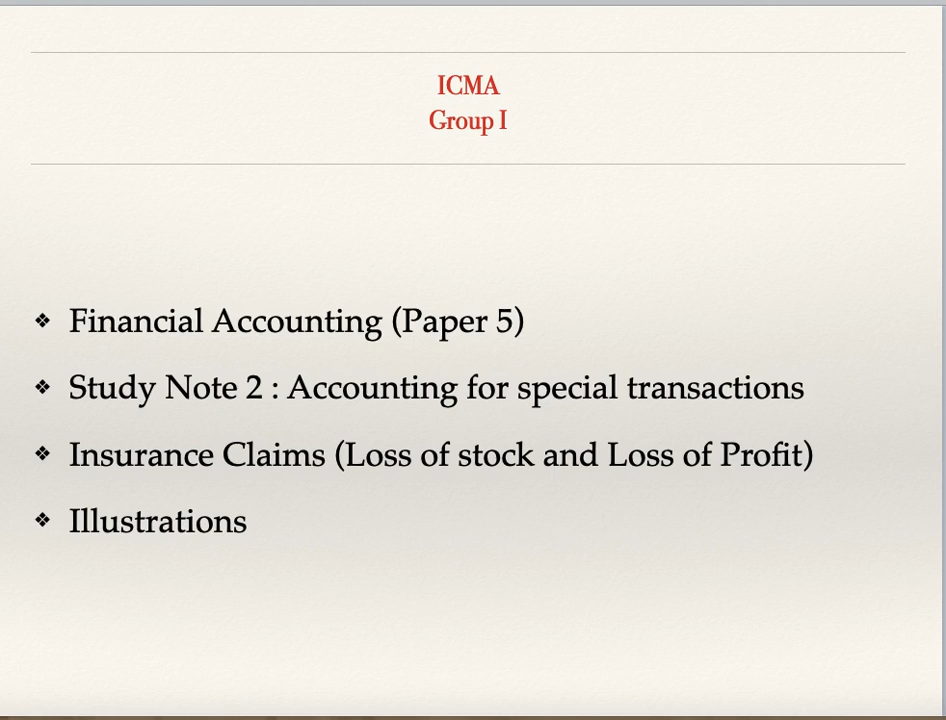 ICMA
Group I
❖ Financial Accounting (Paper 5)
❖ Study Note 2 : Accounting for special transactions
❖ Insurance Claims (Loss of stock and Loss of Profit)
❖ Illustrations